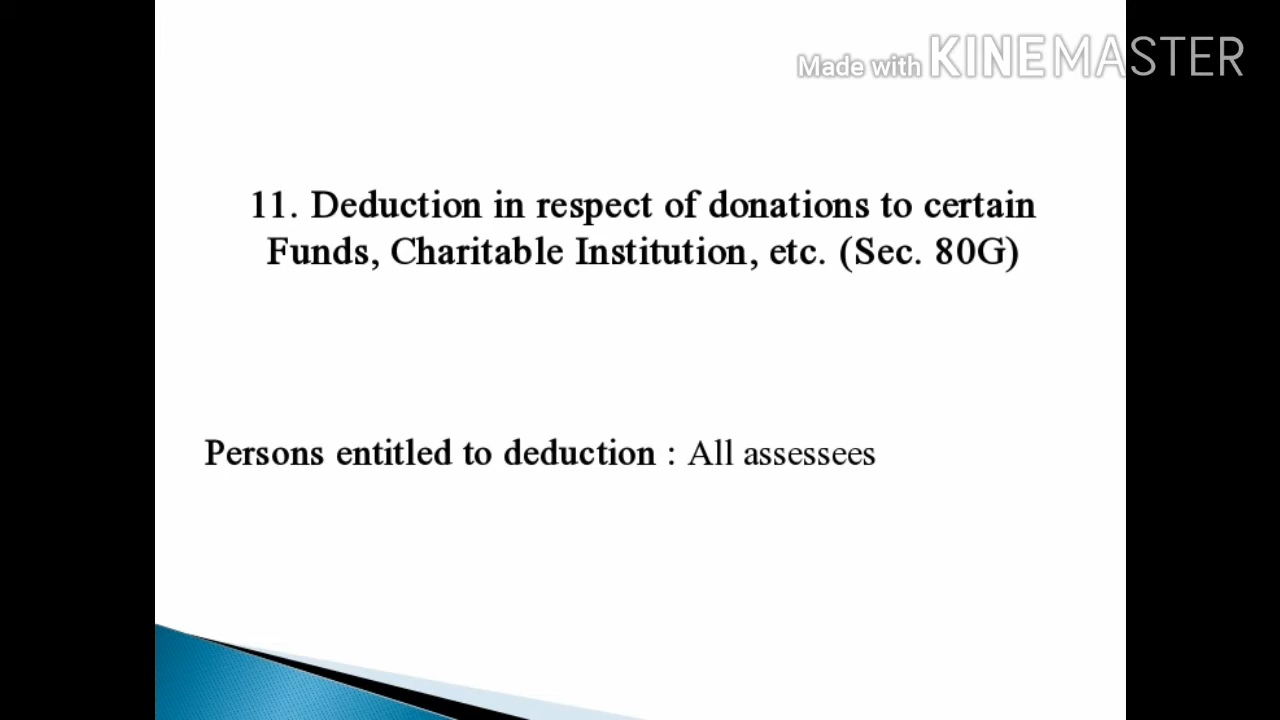 Made with KINEMASTER
11. Deduction in respect of donations to certain
Funds, Charitable Institution, etc. (Sec. 80G)
Persons entitled to deduction : All assessees